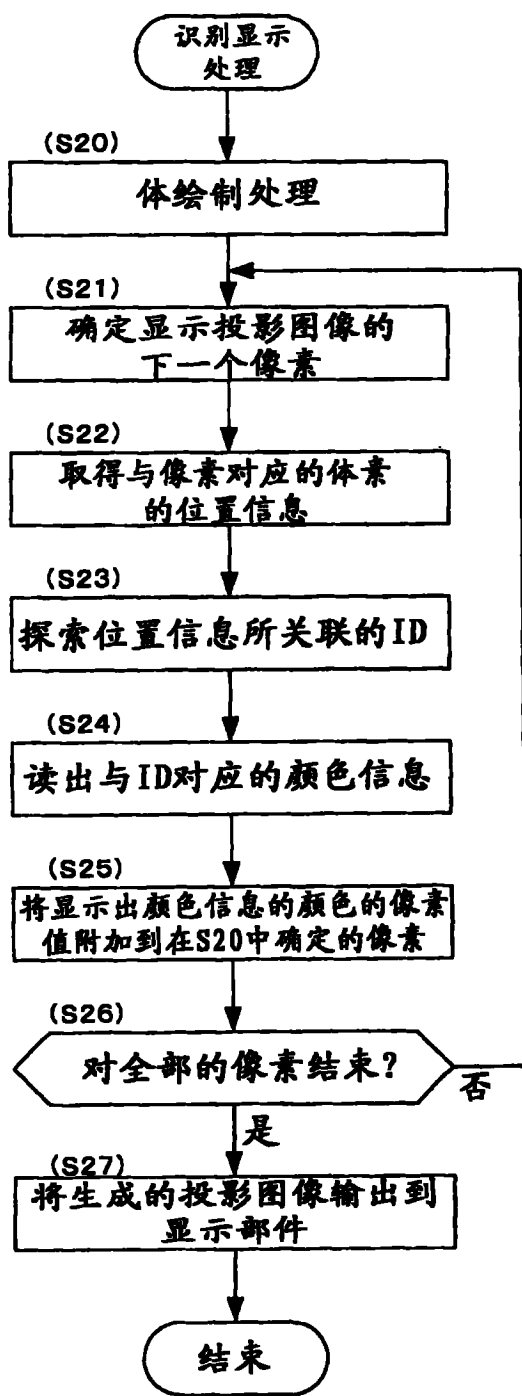 识别显示
处理
(S20)
体绘制处理
(S21)
确定显示投影图像的
下一个像素
(S22)
取得与像素对应的体素
的位置信息
(S23)
探索位置信息所关联的ID
(S24)
读出与ID对应的颜色信息
(S25)
将显示出颜色信息的颜色的像素
值附加到在S20中确定的像素
(S26)
对全部的像素结束?
否
是
(S27)
将生成的投影图像输出到
显示部件
结束